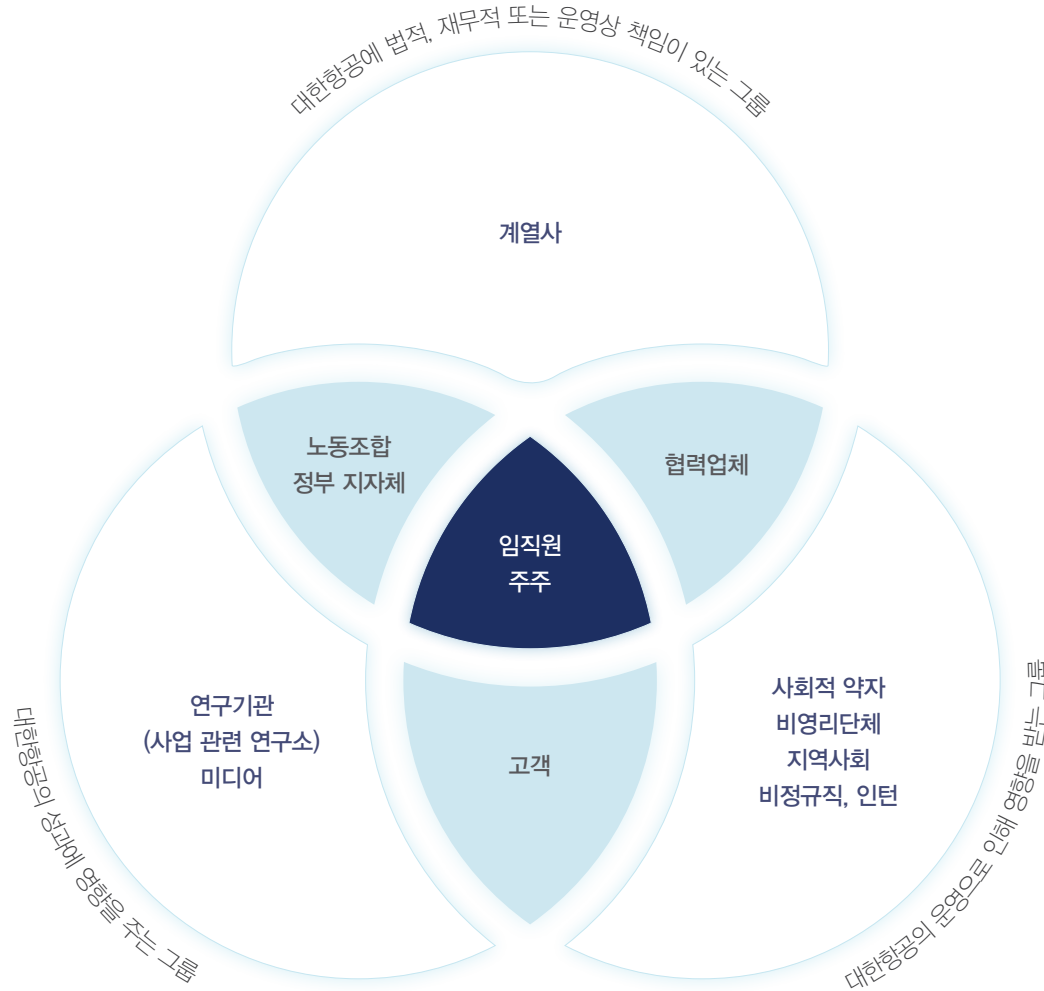 대한항공에 법적, 재무적 또는 운영상 책임이 있는 그룹
계열사
노동조합
정부 지자체
협력업체
임직원
주주
연구기관
(사업 관련 연구소)
미디어
고객
사회적 약자
비영리단체
지역사회
비정규직, 인턴
대한항공의 성과에 영향을 주는 그룹
대한항공의 운영으로 인해 영향을 받는 그룹